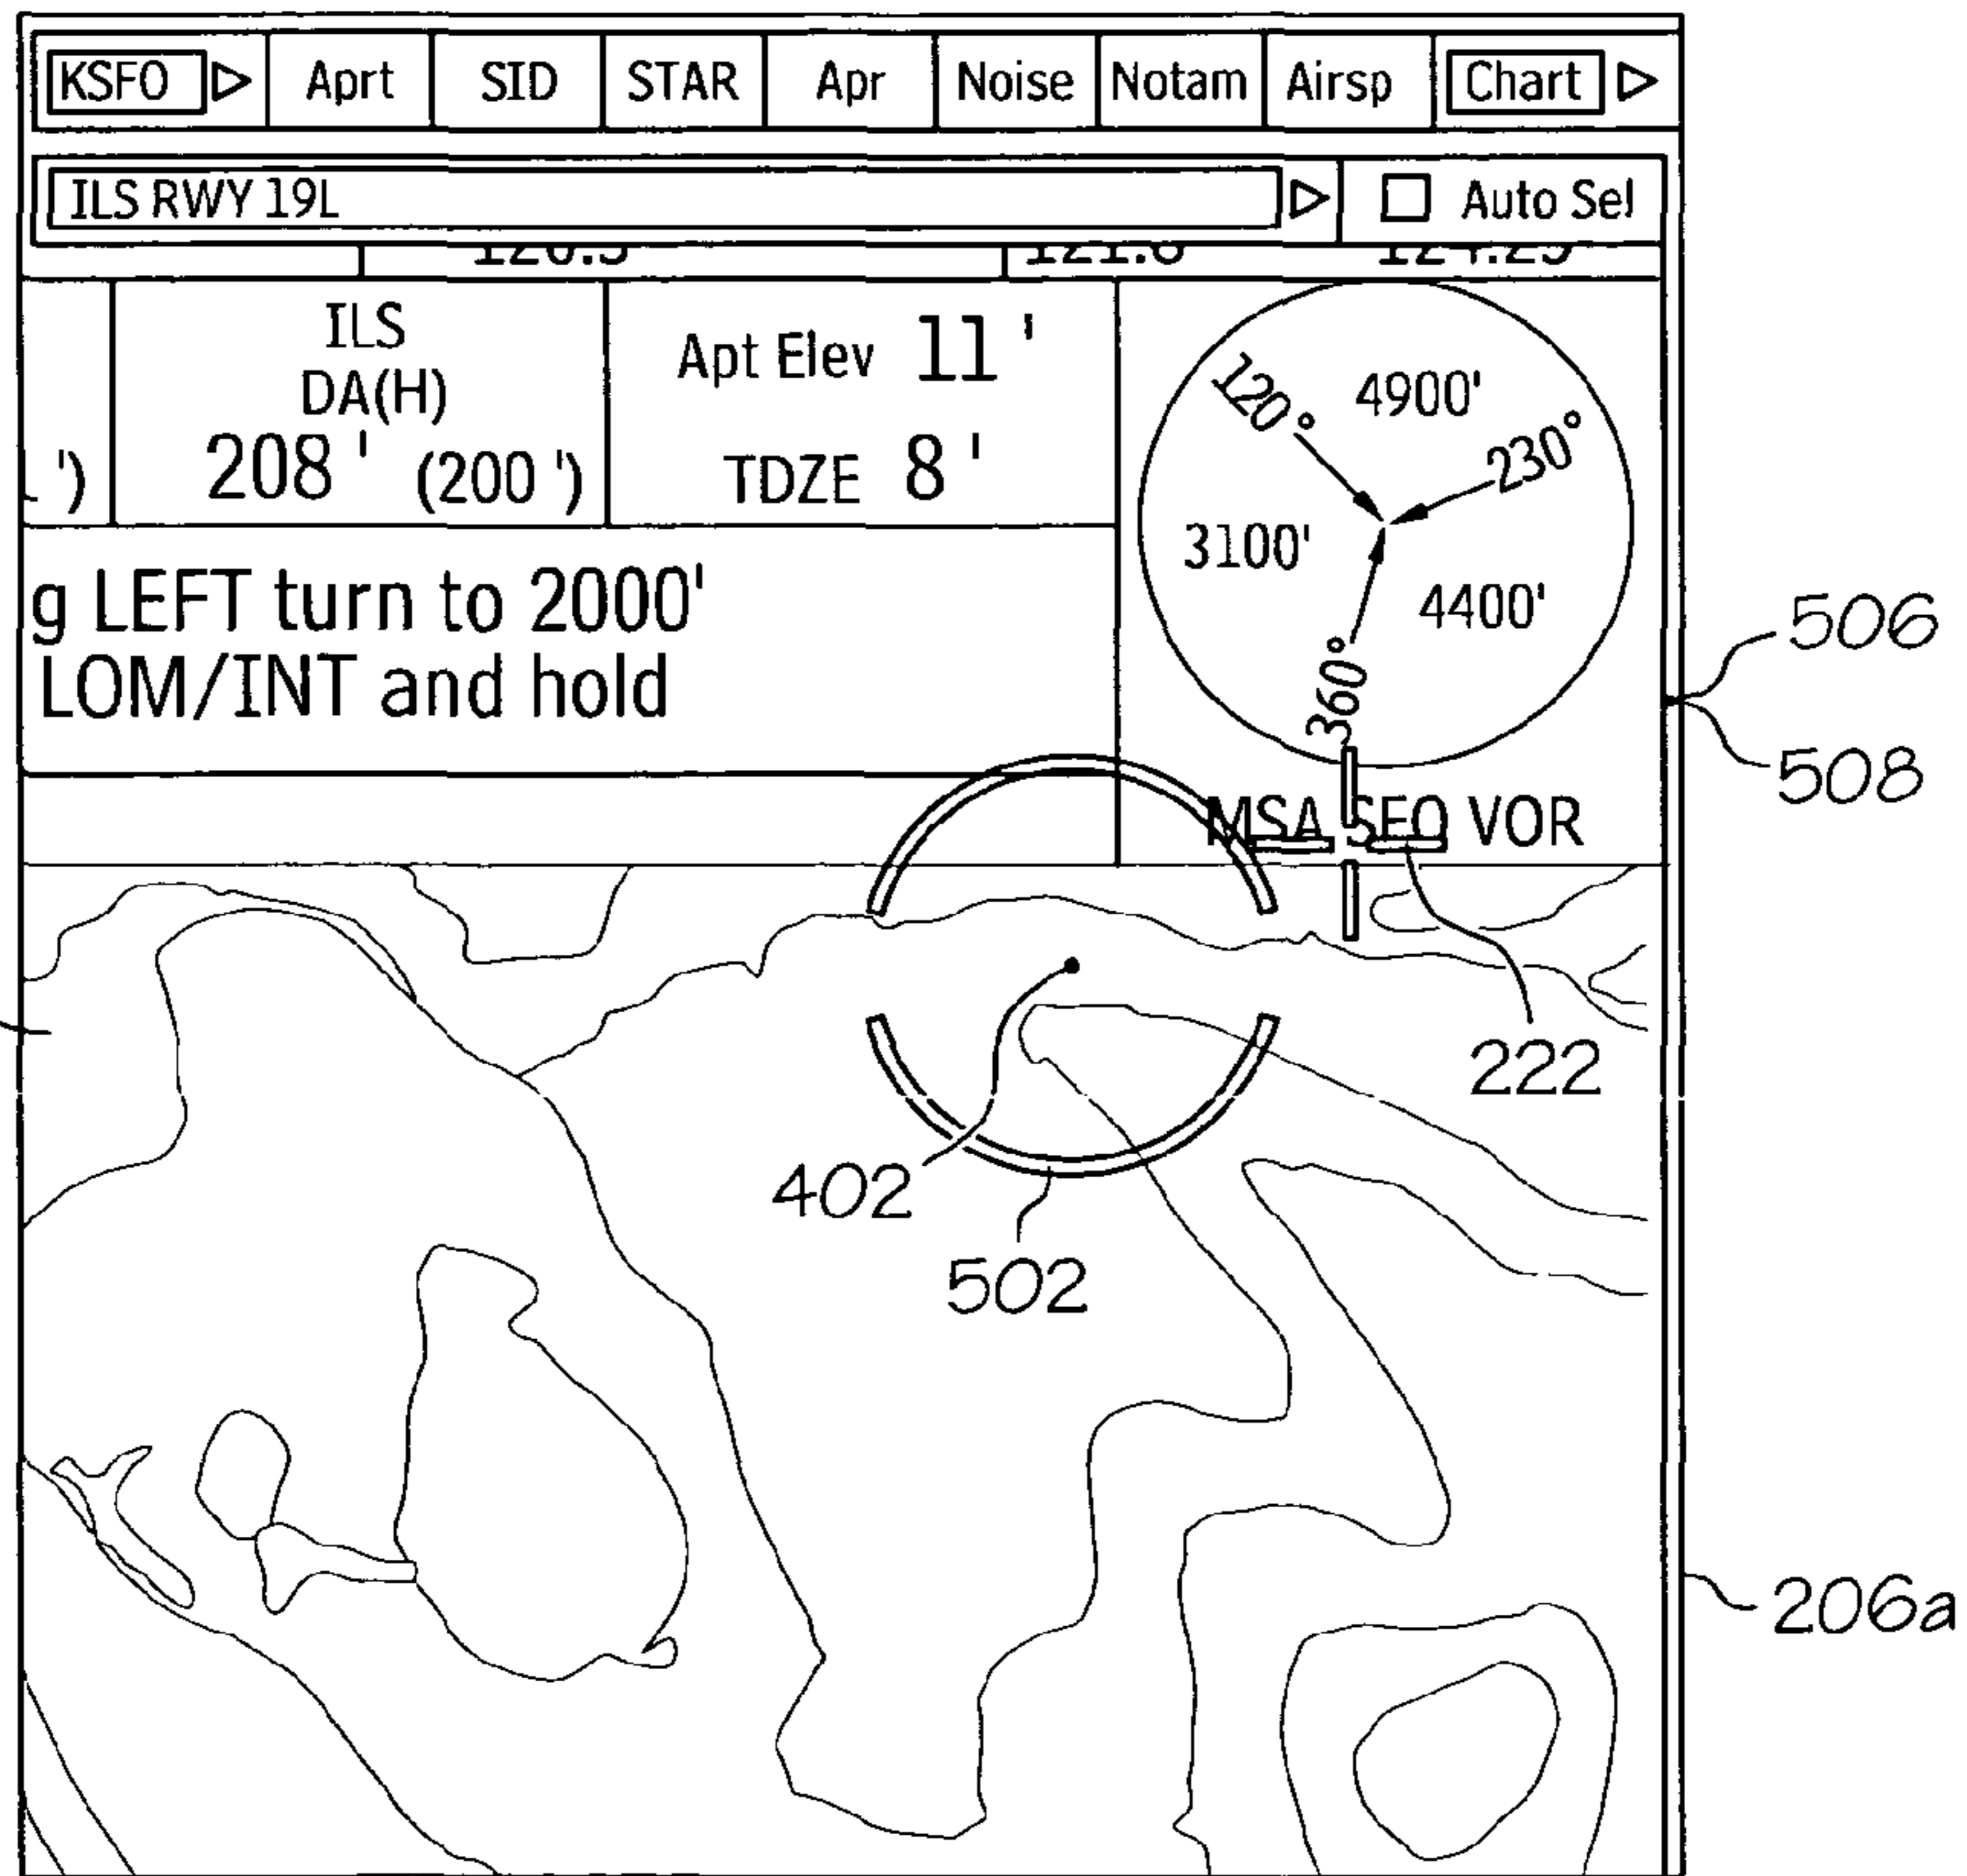 KSFO Aprt SID STAR Apr Noise Notam Airsp Chart
ILS RWY 19L Auto Sel
ILS
DA(H)
208' (200')
Apt Elev 11'
TDZE 8'
')
120°
4900'
230°
3100'
4400'
360°
g LEFT turn to 2000'
LOM/INT and hold
MSA SFO VOR
506
508
222
402
502
206a